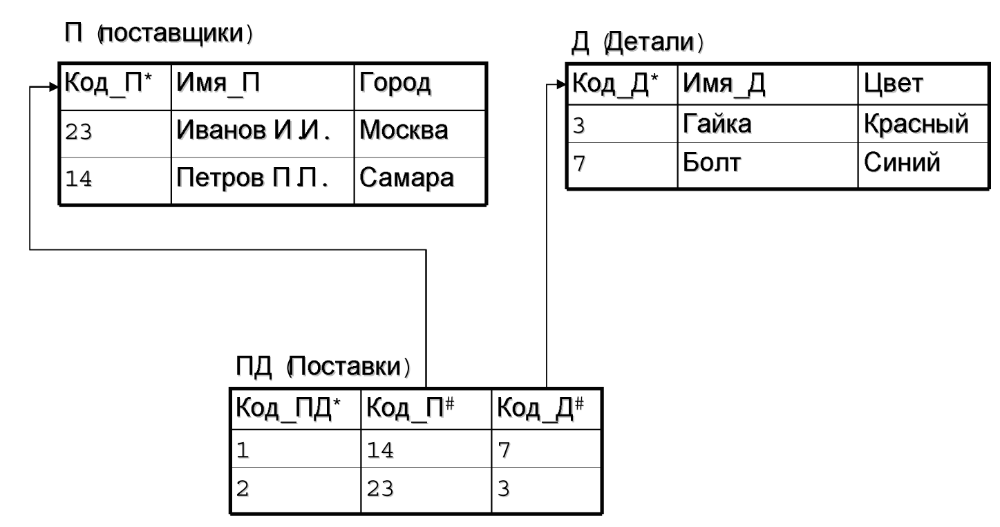 П (поставщики)
Код_П* Имя_П Город
23 Иванов И.И. Москва
14 Петров П.П. Самара
Д (Детали)
Код_Д* Имя_Д Цвет
3 Гайка Красный
7 Болт Синий
ПД (Поставки)
Код_ПД* Код_П# Код_Д#
1 14 7
2 23 3